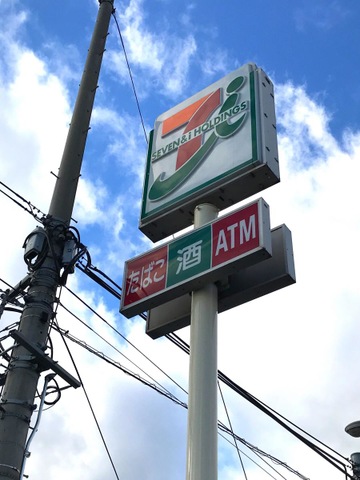 SEVEN&i HOLDINGS
たばこ 酒 ATM